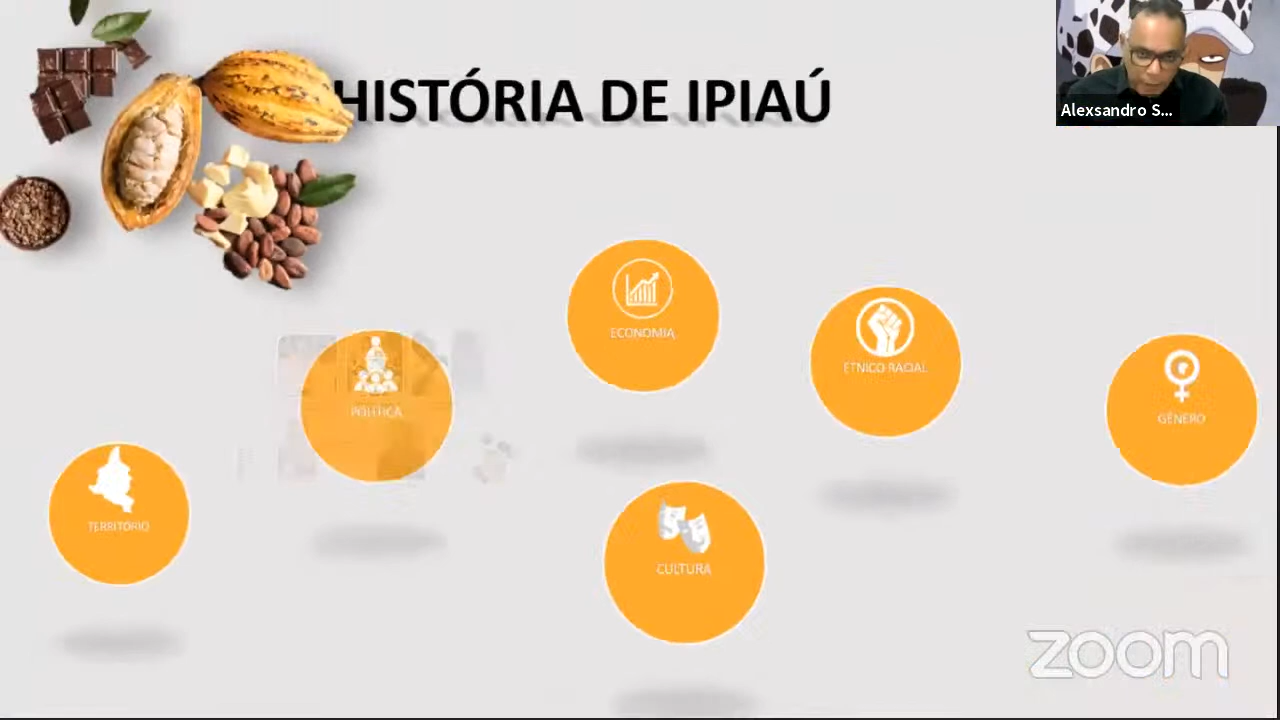 HISTÓRIA DE IPIAÚ
Alexsandro S...
ECONOMIA
ETNICO RACIAL
POLÍTICA
GÊNERO
TERRITÓRIO
CULTURA
zoom